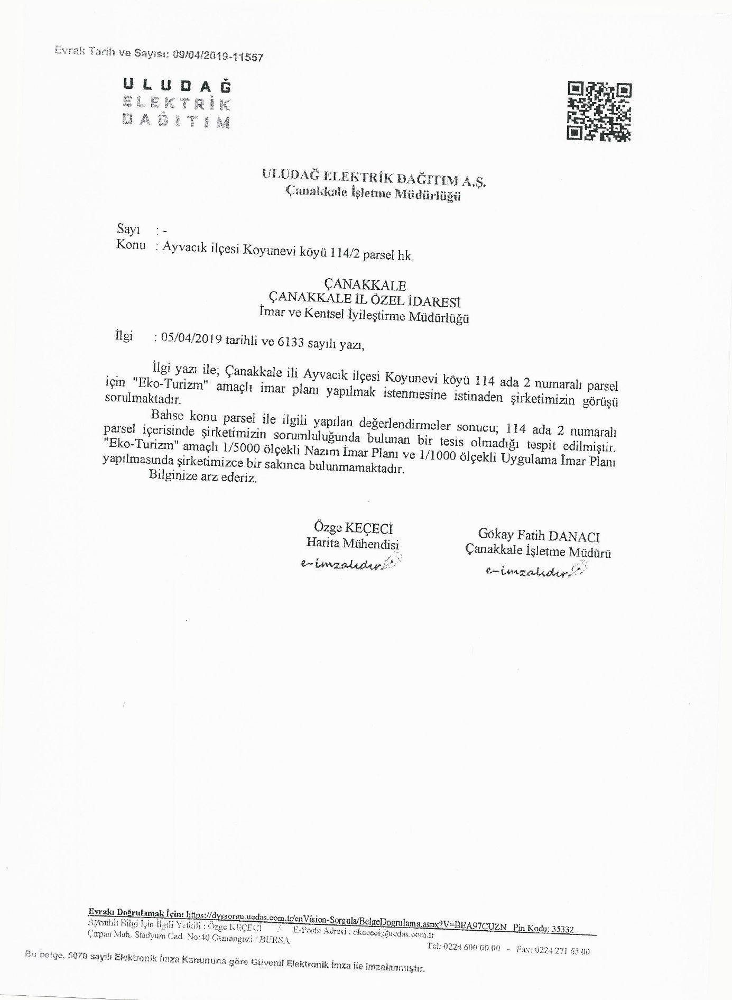 Evrak Tarih ve Sayısı: 09/04/2019-11557
ULUDAĞ
ELEKTRİK
DAĞITIM
ULUDAĞ ELEKTRİK DAĞITIM A.Ş.
Çanakkale İşletme Müdürlüğü
Sayı : -
Konu : Ayvacık ilçesi Koyunevi köyü 114/2 parsel hk.
ÇANAKKALE
ÇANAKKALE İL ÖZEL İDARESİ
İmar ve Kentsel İyileştirme Müdürlüğü
İlgi : 05/04/2019 tarihli ve 6133 sayılı yazı,
İlgi yazı ile; Çanakkale ili Ayvacık ilçesi Koyunevi köyü 114 ada 2 numaralı parsel
için "Eko-Turizm" amaçlı imar planı yapılmak istenmesine istinaden şirketimizin görüşü
sorulmaktadır.
Bahse konu parsel ile ilgili yapılan değerlendirmeler sonucu; 114 ada 2 numaralı
parsel içerisinde şirketimizin sorumluluğunda bulunan bir tesis olmadığı tespit edilmiştir.
"Eko-Turizm" amaçlı 1/5000 ölçekli Nazım İmar Planı ve 1/1000 ölçekli Uygulama İmar Planı
yapılmasında şirketimizce bir sakınca bulunmamaktadır.
Bilginize arz ederiz.
Özge KEÇECİ
Harita Mühendisi
e-imzalıdır
Gökay Fatih DANACI
Çanakkale İşletme Müdürü
e-imzalıdır
Evrakı Doğrulamak İçin: https://dyssorgu.uedas.com.tr/enVision-Sorgula/BelgeDogrulama.aspx?V=BEA97CUZN Pin Kodu: 35332
Ayrıntılı Bilgi İçin İlgili Yetkili : Özge KEÇECİ / E-Posta Adresi : okececi@uedas.com.tr
Çırpan Mah. Stadyum Cad. No:40 Osmangazi / BURSA
Tel: 0224 600 00 00 - Fax: 0224 271 65 00
Bu belge, 5070 sayılı Elektronik İmza Kanununa göre Güvenli Elektronik İmza ile imzalanmıştır.